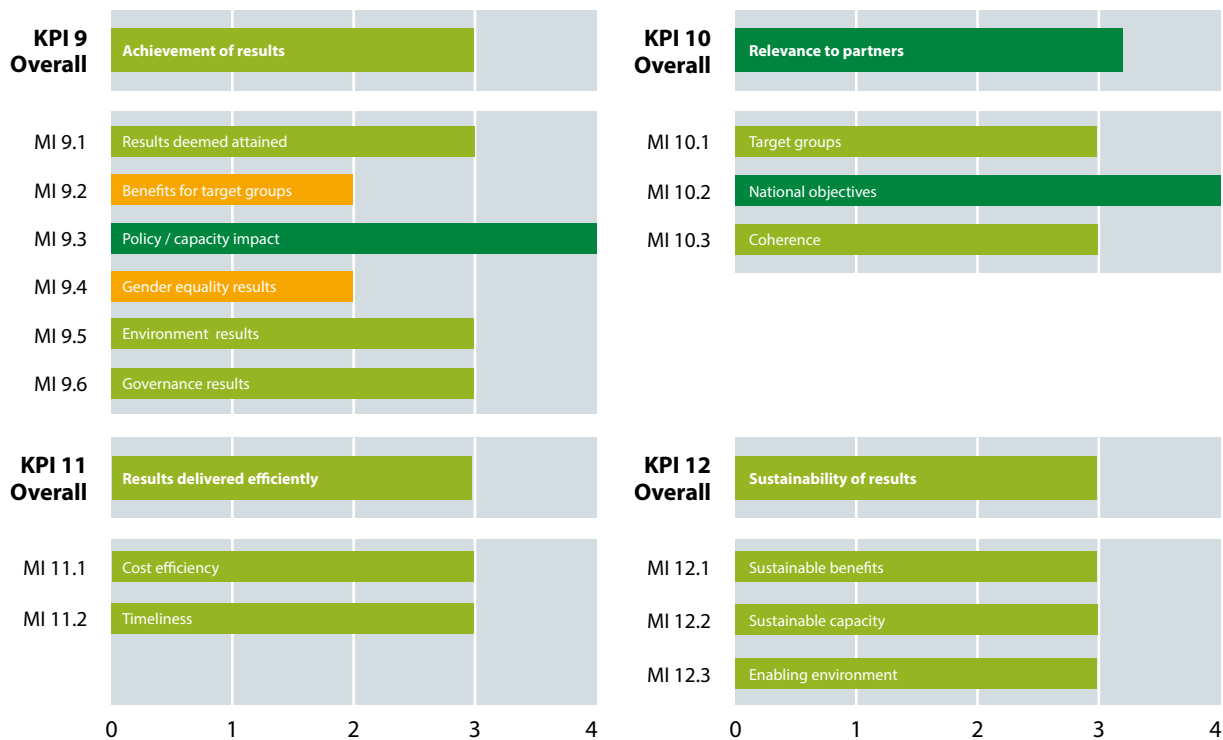 KPI 9
Overall
Achievement of results
MI 9.1
Results deemed attained
MI 9.2
Benefits for target groups
MI 9.3
Policy / capacity impact
MI 9.4
Gender equality results
MI 9.5
Environment results
MI 9.6
Governance results
KPI 10
Overall
Relevance to partners
MI 10.1
Target groups
MI 10.2
National objectives
MI 10.3
Coherence
KPI 11
Overall
Results delivered efficiently
MI 11.1
Cost efficiency
MI 11.2
Timeliness
0 1 2 3 4
KPI 12
Overall
Sustainability of results
MI 12.1
Sustainable benefits
MI 12.2
Sustainable capacity
MI 12.3
Enabling environment
0 1 2 3 4